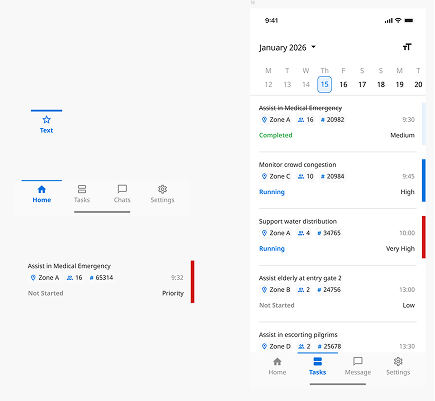 Text
Home Tasks Chats Settings
Assist in Medical Emergency
Zone A 16 # 65314 9:32
Not Started Priority
9:41
January 2026
M T W Th F S S M T
12 13 14 15 16 17 18 19 20
Assist in Medical Emergency
Zone A 16 # 20982 9:30
Completed Medium
Monitor crowd congestion
Zone C 10 # 20984 9:45
Running High
Support water distribution
Zone A 4 # 34765 10:00
Running Very High
Assist elderly at entry gate 2
Zone B 2 # 24756 13:00
Not Started Low
Assist in escorting pilgrims
Zone D 2 # 25678 13:30
Home Tasks Message Settings